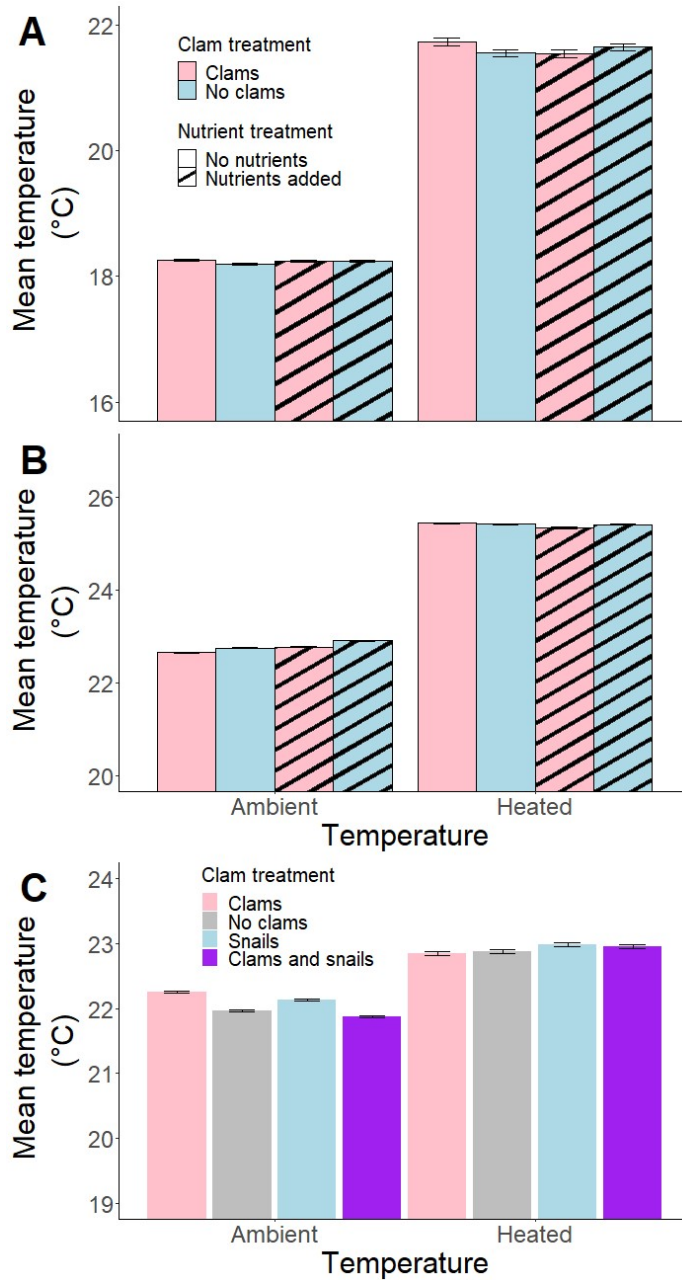 A
Clam treatment
Clams
No clams
Nutrient treatment
No nutrients
Nutrients added
Mean temperature
(°C)
22
20
18
16
B
Mean temperature
(°C)
26
24
22
20
Ambient
Heated
Temperature
C
Clam treatment
Clams
No clams
Snails
Clams and snails
Mean temperature
(°C)
24
23
22
21
20
19
Ambient
Heated
Temperature